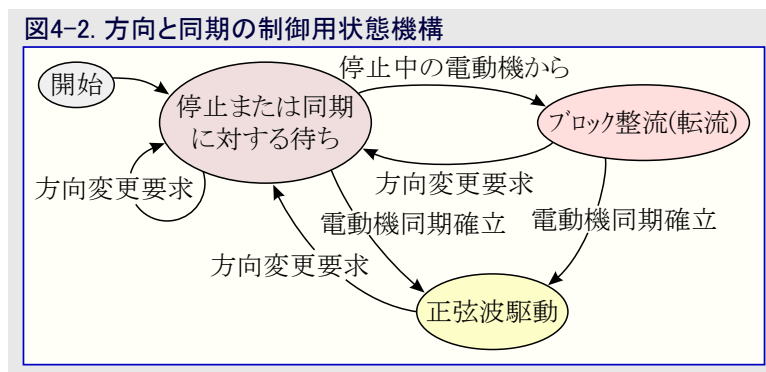 図4-2. 方向と同期の制御用状態機構
開始
停止または同期
に対する待ち
停止中の電動機から
ブロック整流(転流)
方向変更要求
方向変更要求
電動機同期確立
電動機同期確立
方向変更要求
正弦波駆動